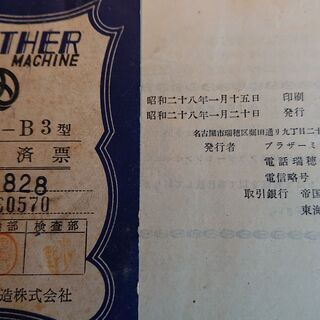 THER
MACHINE
-B3型
済票
828
0570
部 検査部
造株式会社
昭和二十八年一月十五日 印刷
昭和二十八年一月二十日 発行
名古屋市瑞穂区堀田通り九丁目二十
発行者 ブラザーミ
電話瑞穂
電信略号
取引銀行 帝国
東海